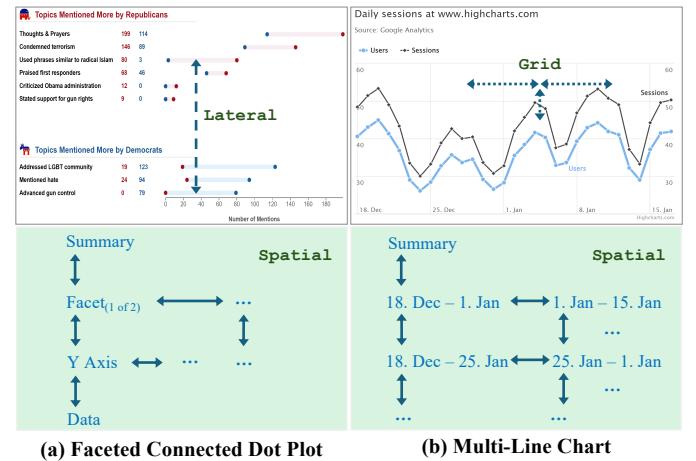 Topics Mentioned More by Republicans
Thoughts & Prayers 199 114
Condemned terrorism 146 89
Used phrases similar to radical Islam 80 3
Praised first responders 68 46
Criticized Obama administration 12 0
Stated support for gun rights 9 0
Lateral
Topics Mentioned More by Democrats
Addressed LGBT community 19 123
Mentioned hate 24 94
Advanced gun control 0 79
0 20 40 60 80 100 120 140 160 180
Number of Mentions
Daily sessions at www.highcharts.com
Source: Google Analytics
Users Sessions
Grid
60 60
Sessions
50 50
40 40
Users
30 30
18. Dec 25. Dec 1. Jan 8. Jan 15. Jan
Highcharts.com
Summary
Spatial
Facet(1 of 2) ...
Y Axis ... ...
Data
Summary
Spatial
18. Dec – 1. Jan 1. Jan – 15. Jan
...
18. Dec – 25. Jan 25. Jan – 1. Jan
...
... ...
(a) Faceted Connected Dot Plot
(b) Multi-Line Chart